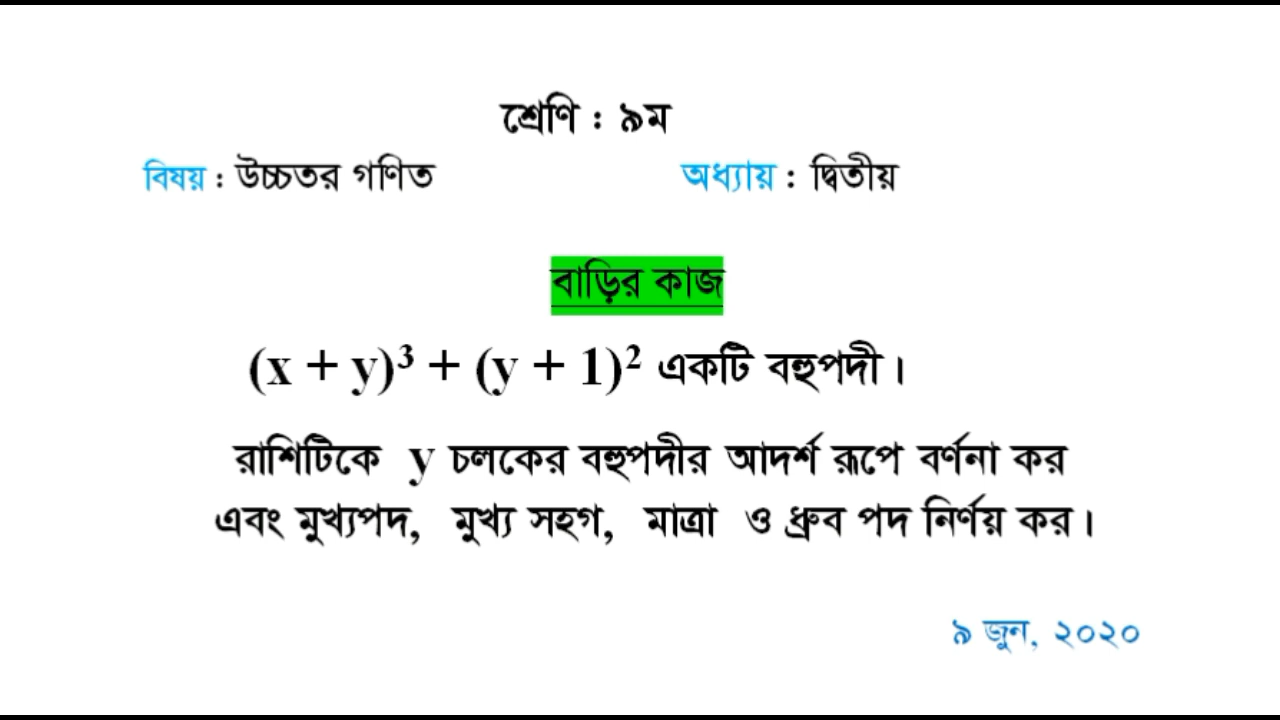 শ্রেণি : ৯ম
বিষয় : উচ্চতর গণিত অধ্যায় : দ্বিতীয়
বাড়ির কাজ
(x + y)³ + (y + 1)² একটি বহুপদী।
রাশিটিকে y চলকের বহুপদীর আদর্শ রূপে বর্ণনা কর
এবং মুখ্যপদ, মুখ্য সহগ, মাত্রা ও ধ্রুব পদ নির্ণয় কর।
৯ জুন, ২০২০